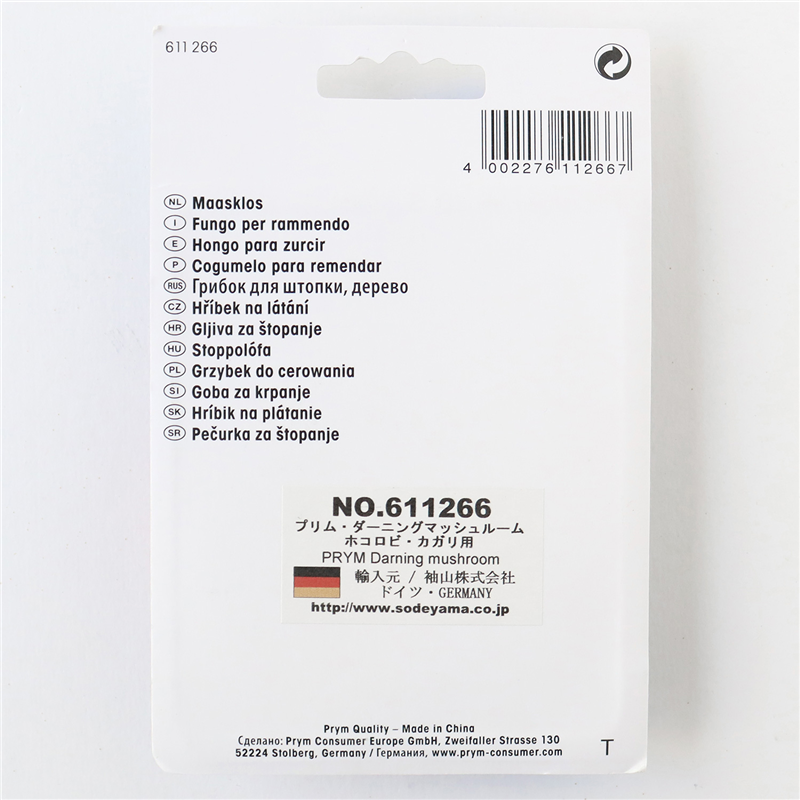 611 266
4 002276 112667
NL Maasklos
I Fungo per rammendo
E Hongo para zurcir
P Cogumelo para remendar
RUS Грибок для штопки, дерево
CZ Hříbek na látání
HR Gljiva za štopanje
HU Stoppolófa
PL Grzybek do cerowania
SI Goba za krpanje
SK Hríbik na plátanie
SR Pečurka za štopanje
NO.611266
プリム・ダーニングマッシュルーム
ホコロビ・カガリ用
PRYM Darning mushroom
輸入元 / 袖山株式会社
ドイツ・GERMANY
http://www.sodeyama.co.jp
Prym Quality – Made in China
Сделано: Prym Consumer Europe GmbH, Zweifaller Strasse 130
52224 Stolberg, Germany / Германия, www.prym-consumer.com
T